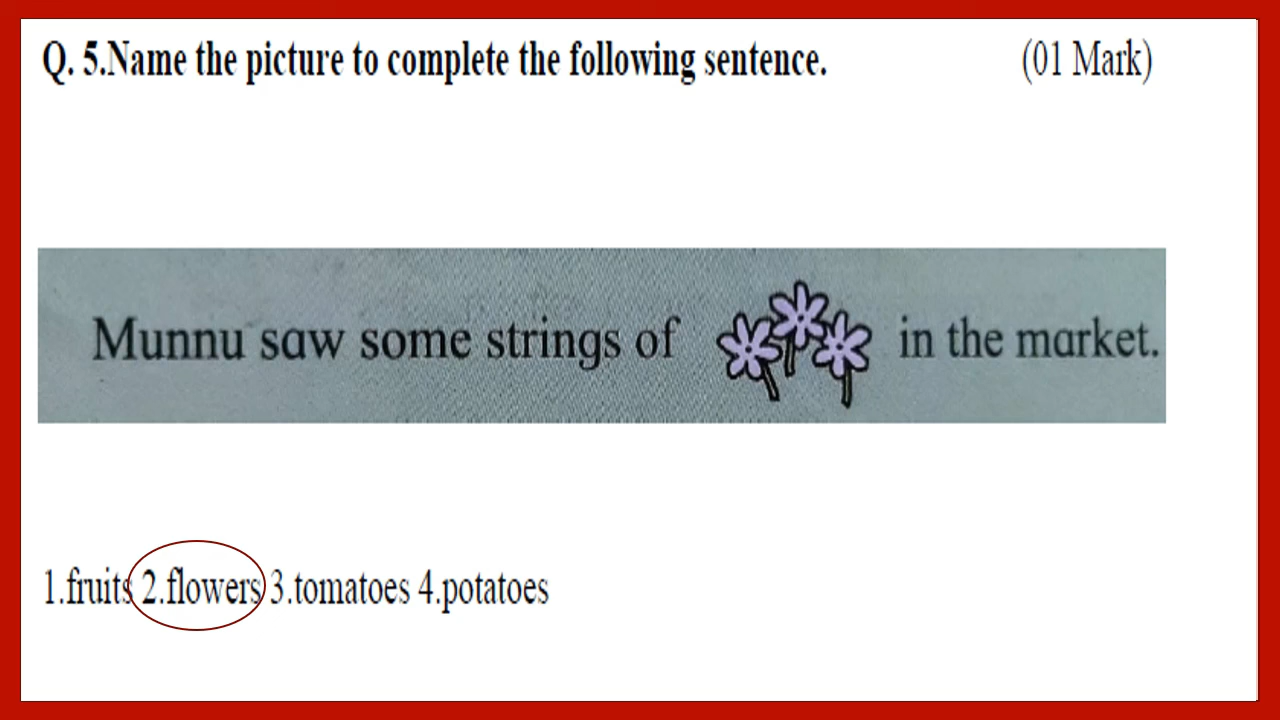 Q. 5.Name the picture to complete the following sentence. (01 Mark)
Munnu saw some strings of in the market.
1.fruits 2.flowers 3.tomatoes 4.potatoes